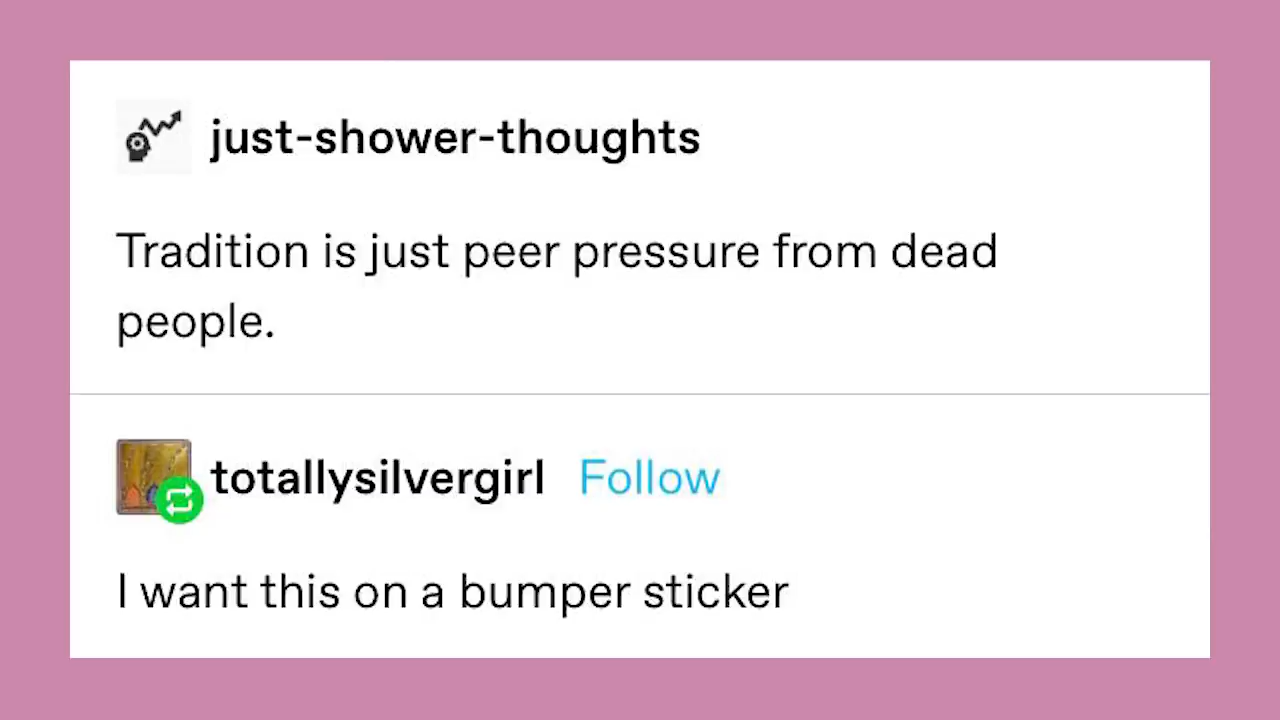 just-shower-thoughts
Tradition is just peer pressure from dead
people.
totallysilvergirl Follow
I want this on a bumper sticker